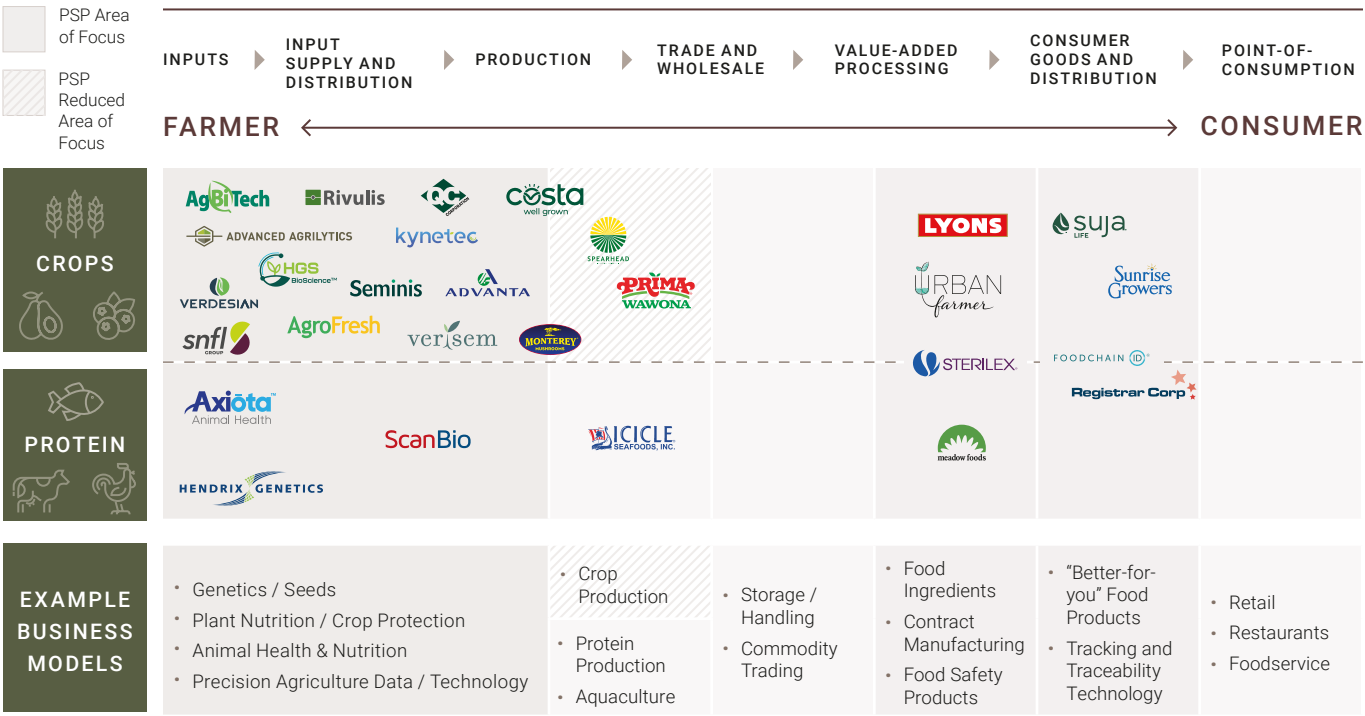 PSP Area
of Focus
PSP
Reduced
Area of
Focus
INPUTS
INPUT
SUPPLY AND
DISTRIBUTION
PRODUCTION
TRADE AND
WHOLESALE
VALUE-ADDED
PROCESSING
CONSUMER
GOODS AND
DISTRIBUTION
POINT-OF-
CONSUMPTION
FARMER
CONSUMER
CROPS
AgBiTech
Rivulis
QC
CORPORATION
costa
well grown
ADVANCED AGRILYTICS
kynetec
SPEARHEAD
VERDESIAN
HGS
BioScience™
Seminis
ADVANTA
PRIMA
WAWONA
snfl
GROUP
AgroFresh
verisem
MONTEREY
MUSHROOMS
LYONS
suja
LIFE
URBAN
farmer
Sunrise
Growers
STERILEX
FOODCHAIN ID®
Registrar Corp
PROTEIN
Axiōta™
Animal Health
ScanBio
HENDRIX GENETICS
ICICLE
SEAFOODS, INC.
meadow foods
EXAMPLE
BUSINESS
MODELS
• Genetics / Seeds
• Plant Nutrition / Crop Protection
• Animal Health & Nutrition
• Precision Agriculture Data / Technology
• Crop
Production
• Protein
Production
• Aquaculture
• Storage /
Handling
• Commodity
Trading
• Food
Ingredients
• Contract
Manufacturing
• Food Safety
Products
• “Better-for-
you” Food
Products
• Tracking and
Traceability
Technology
• Retail
• Restaurants
• Foodservice